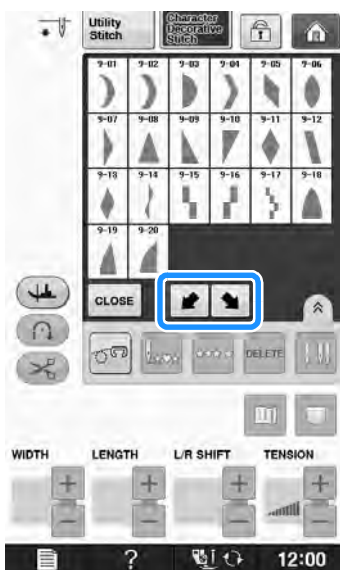 Utility
Stitch
Character
Decorative
Stitch
9-01 9-02 9-03 9-04 9-05 9-06
9-07 9-08 9-09 9-10 9-11 9-12
9-13 9-14 9-15 9-16 9-17 9-18
9-19 9-20
CLOSE
DELETE
WIDTH LENGTH L/R SHIFT TENSION
+ + + +
− − − −
? 12:00